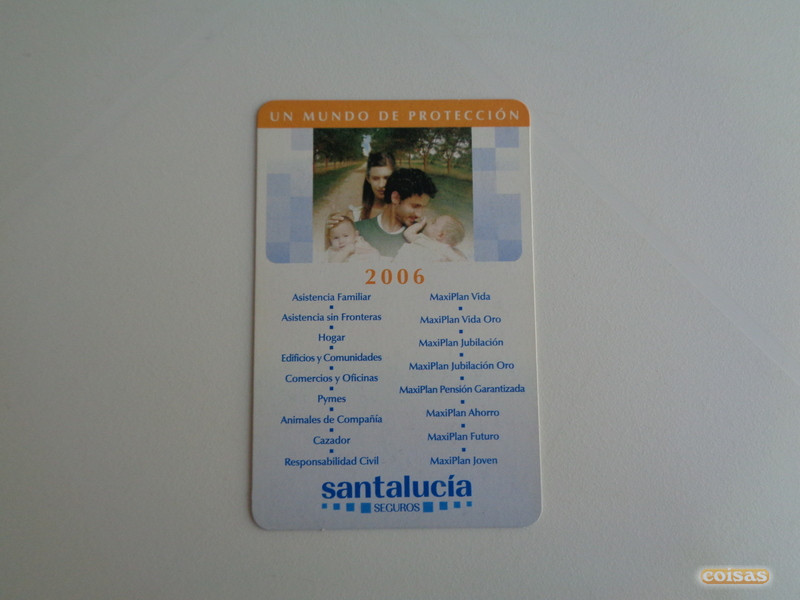 UN MUNDO DE PROTECCIÓN
2006
Asistencia Familiar
Asistencia sin Fronteras
Hogar
Edificios y Comunidades
Comercios y Oficinas
Pymes
Animales de Compañía
Cazador
Responsabilidad Civil
MaxiPlan Vida
MaxiPlan Vida Oro
MaxiPlan Jubilación
MaxiPlan Jubilación Oro
MaxiPlan Pensión Garantizada
MaxiPlan Ahorro
MaxiPlan Futuro
MaxiPlan Joven
santalucía
SEGUROS
coisas